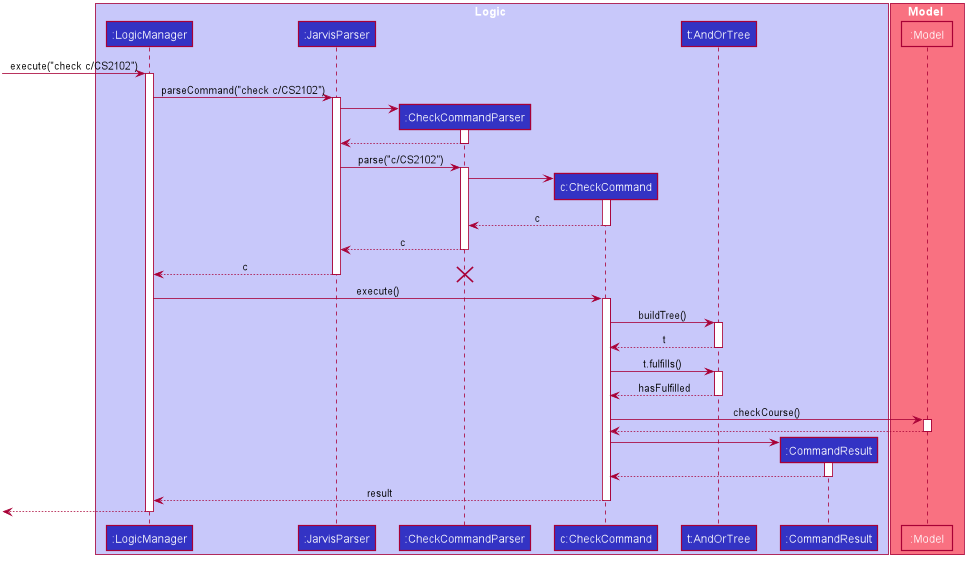 Logic
Model
:LogicManager
:JarvisParser
t:AndOrTree
:Model
execute("check c/CS2102")
parseCommand("check c/CS2102")
:CheckCommandParser
parse("c/CS2102")
c:CheckCommand
c
c
c
execute()
buildTree()
t
t.fulfills()
hasFulfilled
checkCourse()
:CommandResult
result
:LogicManager
:JarvisParser
:CheckCommandParser
c:CheckCommand
t:AndOrTree
:CommandResult
:Model